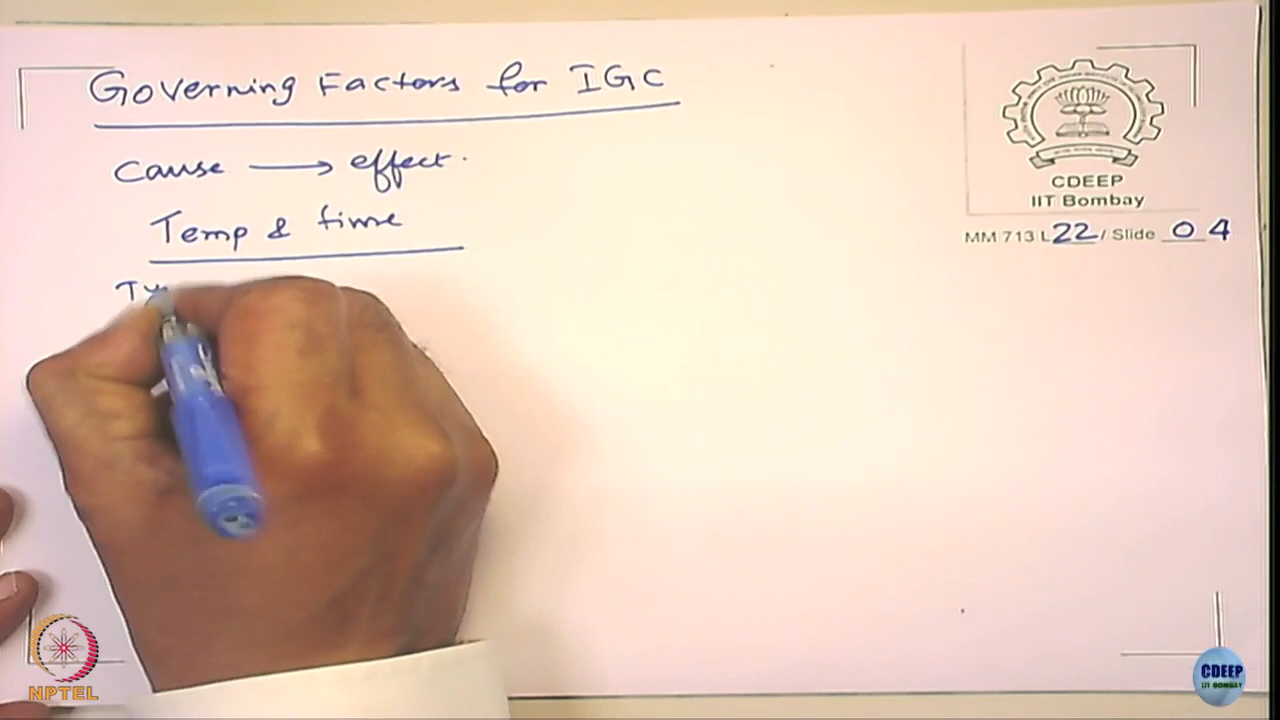 Governing Factors for IGC
Cause → effect.
Temp & time
CDEEP
IIT Bombay
MM 713 L22 / Slide 04
NPTEL
CDEEP
IIT BOMBAY